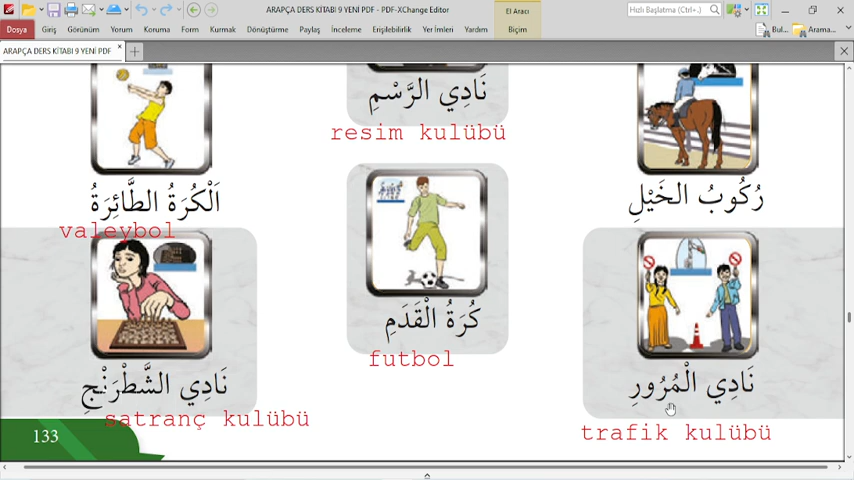 ARAPÇA DERS KİTABI 9 YENİ PDF - PDF-XChange Editor
El Aracı
Hızlı Başlatma (Ctrl+.)
Dosya Giriş Görünüm Yorum Koruma Form Kurmak Dönüştürme Paylaş İnceleme Erişilebilirlik Yer İmleri Yardım Biçim Bul... Arama...
ARAPÇA DERS KİTABI 9 YENİ PDF
نَادِي الرَّسْمِ
resim kulübü
رُكُوبُ الخَيْلِ
اَلْكُرَةُ الطَّائِرَةُ
valeybol
كُرَةُ الْقَدَمِ
futbol
نَادِي الْمُرُورِ
trafik kulübü
نَادِي الشَّطْرَنْجِ
satranç kulübü
133